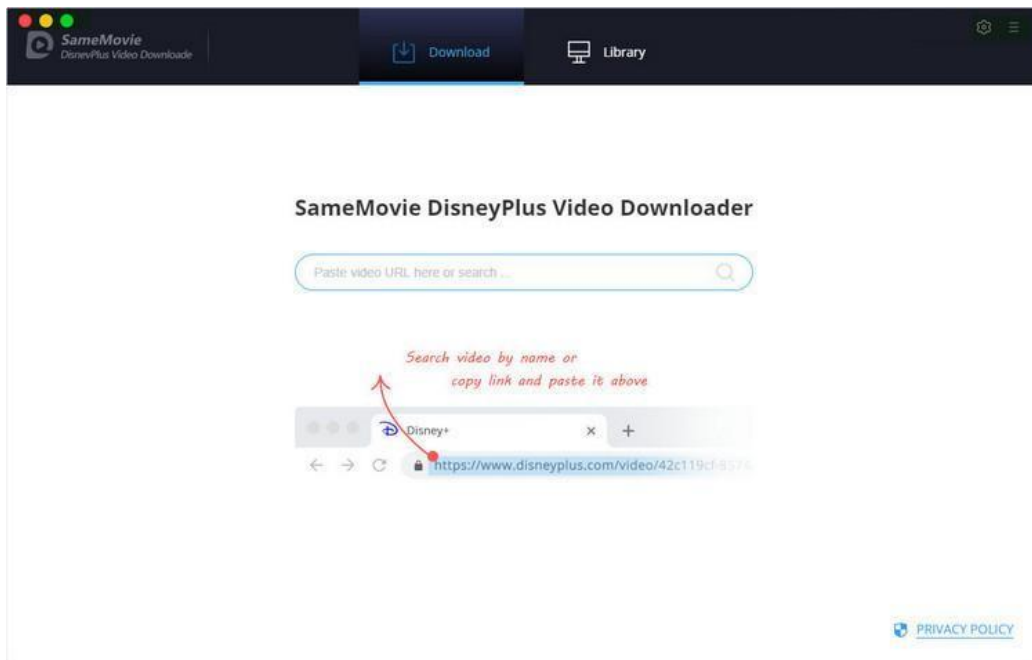 SameMovie
DisneyPlus Video Downloade
Download
Library
SameMovie DisneyPlus Video Downloader
Paste video URL here or search ...
Search video by name or
copy link and paste it above
Disney+
https://www.disneyplus.com/video/42c119cf-
PRIVACY POLICY